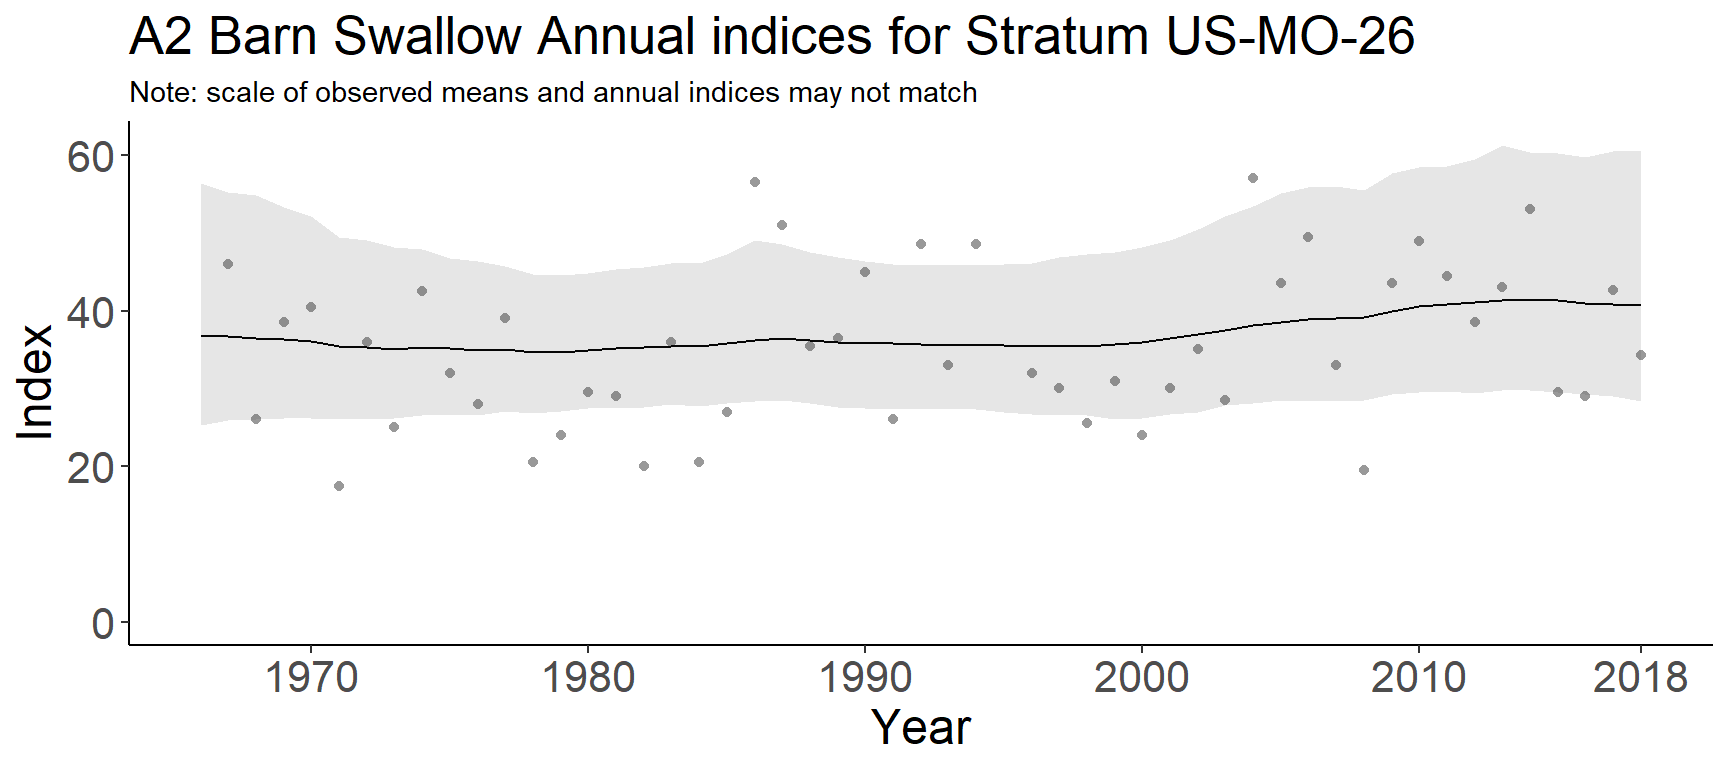 A2 Barn Swallow Annual indices for Stratum US-MO-26
Note: scale of observed means and annual indices may not match
60
40
20
0
Index
1970 1980 1990 2000 2010 2018
Year